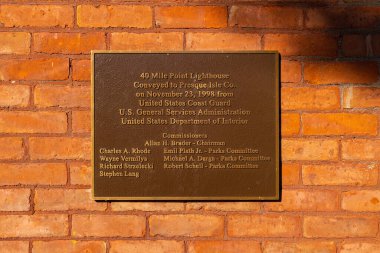 40 Mile Point Lighthouse
Conveyed to Presque Isle Co.
on November 23, 1998 from
United States Coast Guard
U.S. General Services Administration
United States Department of Interior
Commissioners
Allan H. Bruder - Chairman
Charles A. Rhode Emil Plath Jr. - Parks Committee
Wayne Vermilya Michael A. Darga - Parks Committee
Richard Strzelecki Robert Schell - Parks Committee
Stephen Lang